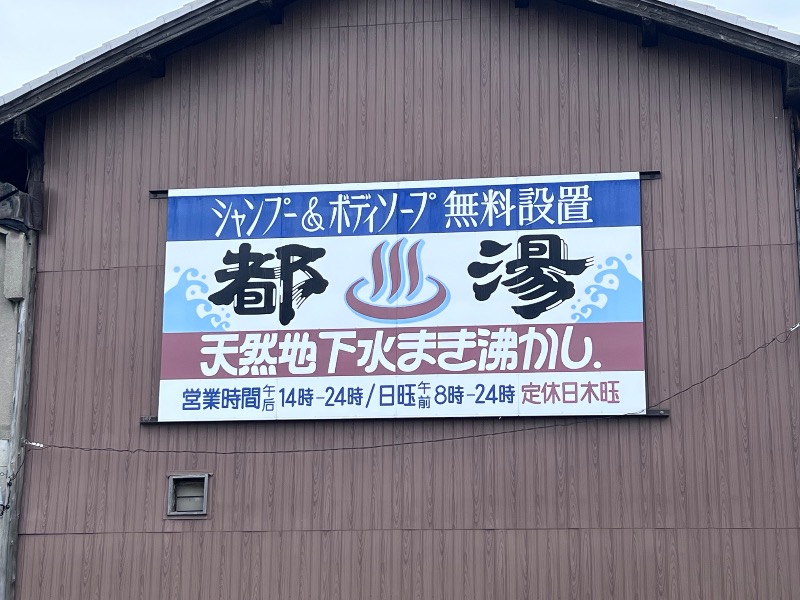 シャンプー&ボディソープ 無料設置
都♨湯
天然地下水まき沸かし.
営業時間午后14時-24時/日旺午前8時-24時 定休日木旺